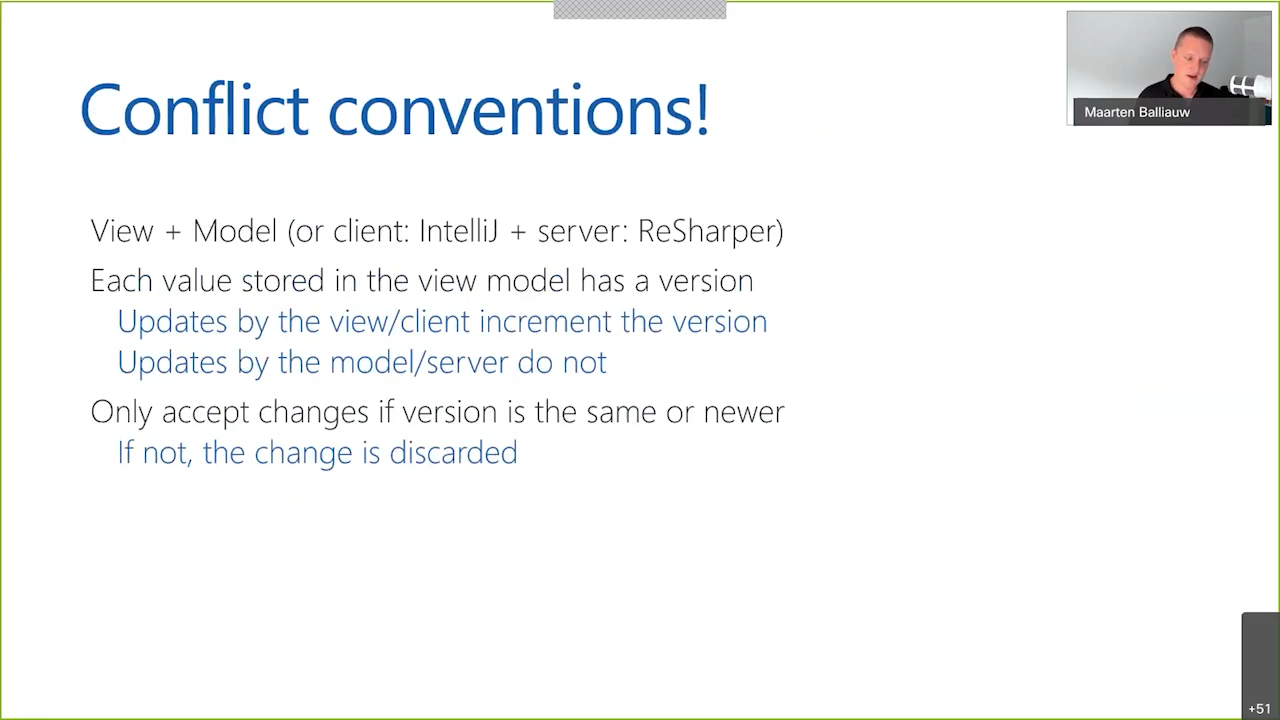 Conflict conventions!
Maarten Balliauw
View + Model (or client: IntelliJ + server: ReSharper)
Each value stored in the view model has a version
Updates by the view/client increment the version
Updates by the model/server do not
Only accept changes if version is the same or newer
If not, the change is discarded
+51